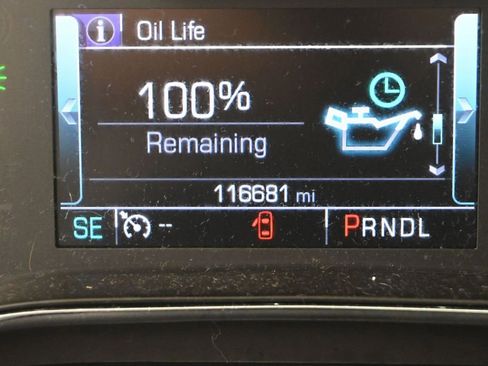 Oil Life
100%
Remaining
116681 mi
SE -- PRNDL